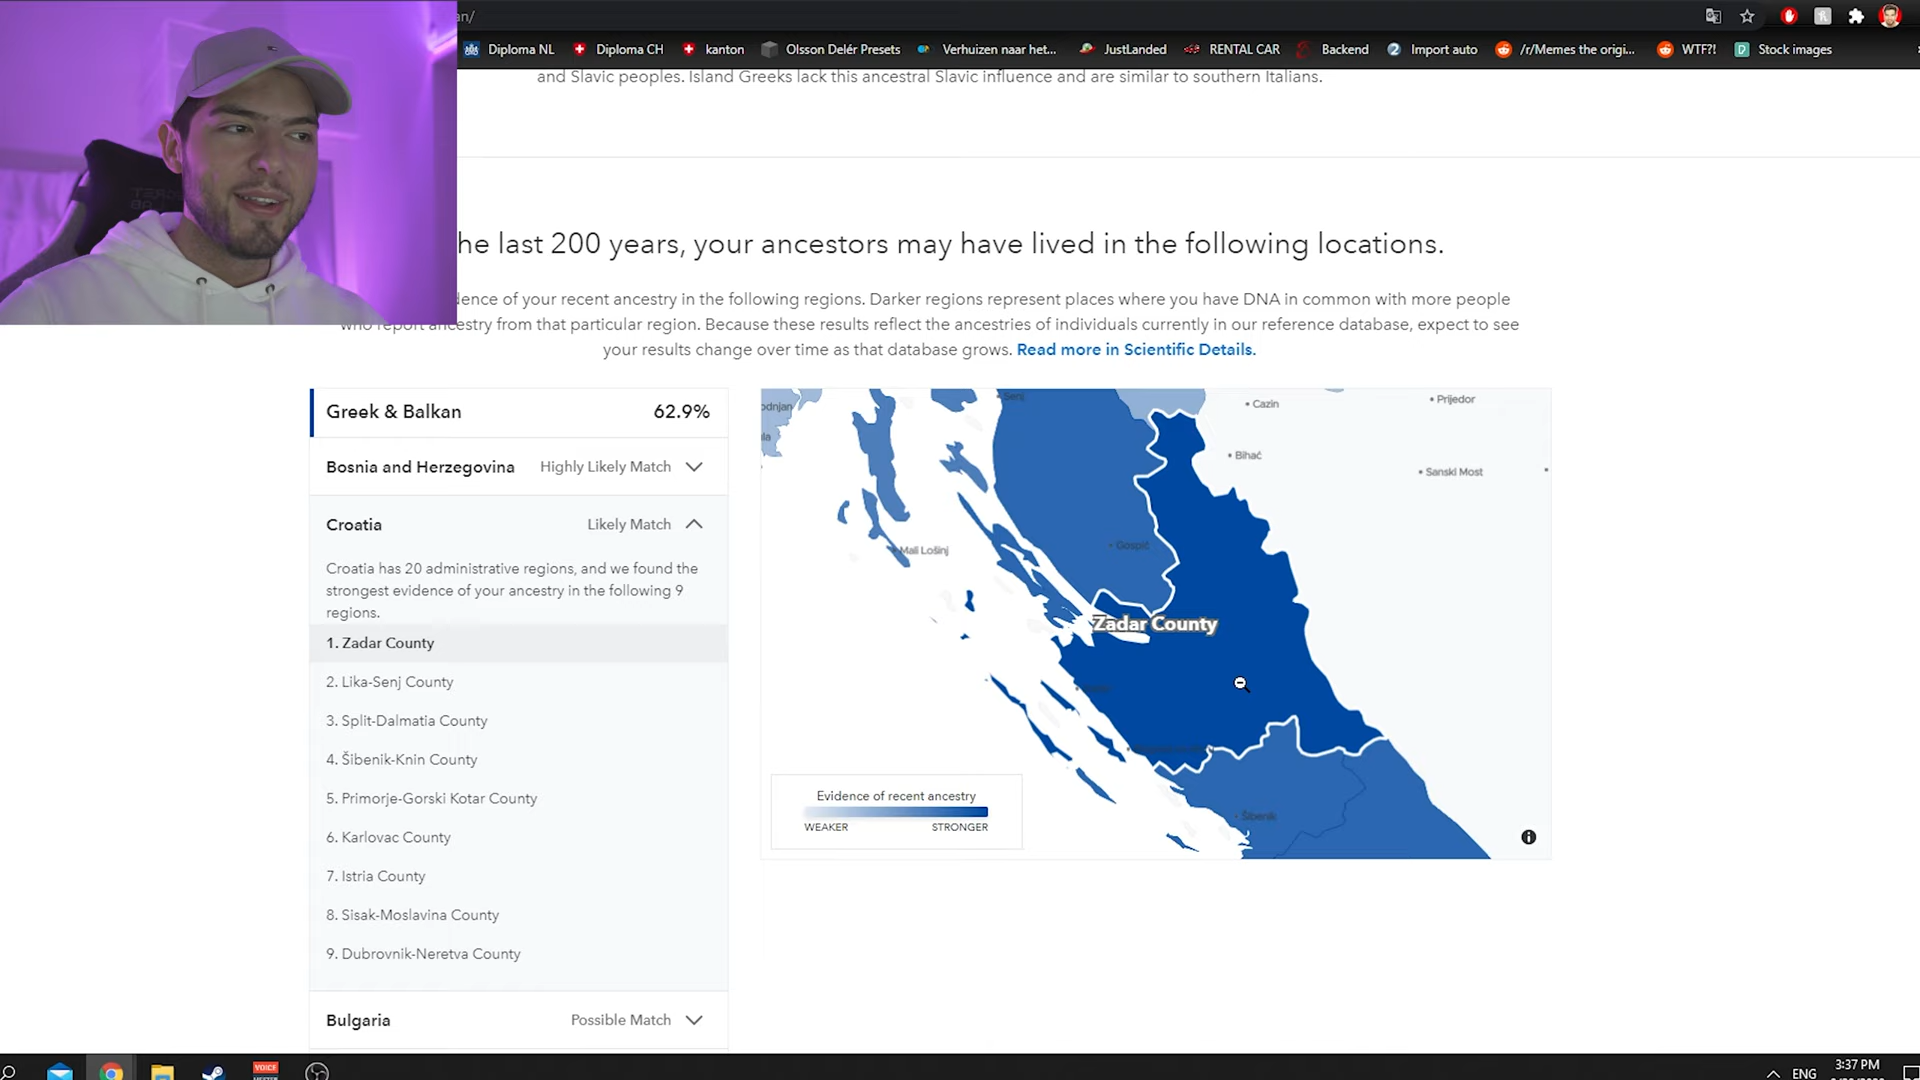 an/
Diploma NL
Diploma CH
kanton
Olsson Delér Presets
Verhuizen naar het...
JustLanded
RENTAL CAR
Backend
Import auto
/r/Memes the origi...
WTF?!
Stock images
and Slavic peoples. Island Greeks lack this ancestral Slavic influence and are similar to southern Italians.
he last 200 years, your ancestors may have lived in the following locations.
dence of your recent ancestry in the following regions. Darker regions represent places where you have DNA in common with more people
who report ancestry from that particular region. Because these results reflect the ancestries of individuals currently in our reference database, expect to see
your results change over time as that database grows. Read more in Scientific Details.
Greek & Balkan 62.9%
Bosnia and Herzegovina Highly Likely Match
Croatia Likely Match
Croatia has 20 administrative regions, and we found the
strongest evidence of your ancestry in the following 9
regions.
1. Zadar County
2. Lika-Senj County
3. Split-Dalmatia County
4. Šibenik-Knin County
5. Primorje-Gorski Kotar County
6. Karlovac County
7. Istria County
8. Sisak-Moslavina County
9. Dubrovnik-Neretva County
Bulgaria Possible Match
odnjan
la
Senj
Cazin
Prijedor
Bihać
Sanski Most
Gospić
Mali Lošinj
Zadar County
Šibenik
Evidence of recent ancestry
WEAKER STRONGER
VOICE
ENG
3:37 PM